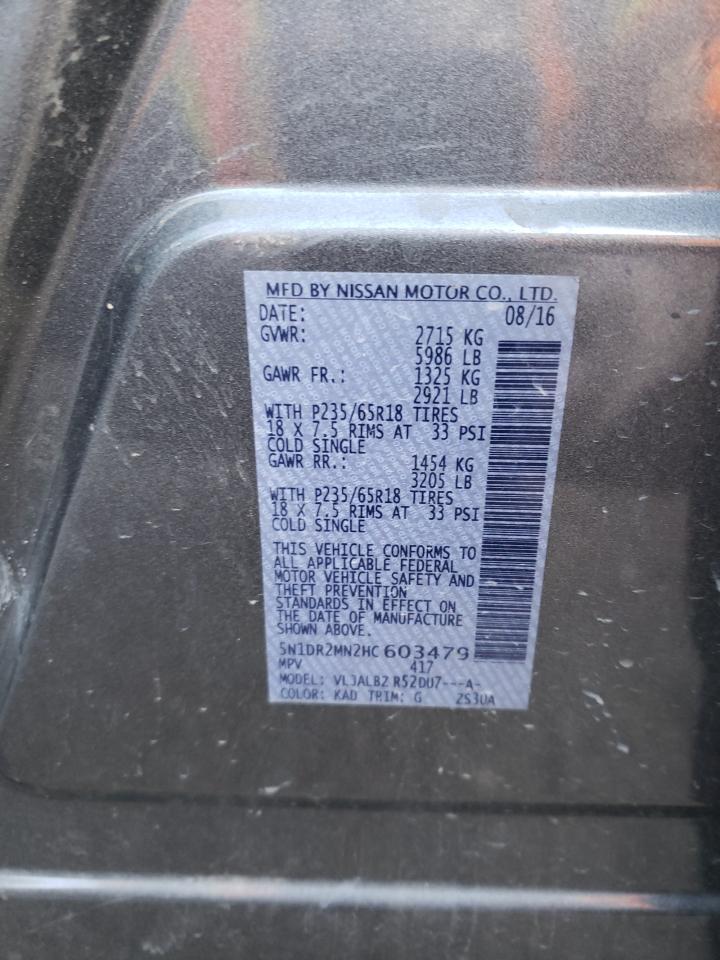 MFD BY NISSAN MOTOR CO., LTD.
DATE: 08/16
GVWR: 2715 KG
5986 LB
GAWR FR.: 1325 KG
2921 LB
WITH P235/65R18 TIRES
18 X 7.5 RIMS AT 33 PSI
COLD SINGLE
GAWR RR.: 1454 KG
3205 LB
WITH P235/65R18 TIRES
18 X 7.5 RIMS AT 33 PSI
COLD SINGLE
THIS VEHICLE CONFORMS TO
ALL APPLICABLE FEDERAL
MOTOR VEHICLE SAFETY AND
THEFT PREVENTION
STANDARDS IN EFFECT ON
THE DATE OF MANUFACTURE
SHOWN ABOVE.
5N1DR2MN2HC 603479
MPV 417
MODEL: VLJALB2 R52DU7---A-
COLOR: KAD TRIM: G 2S3UA